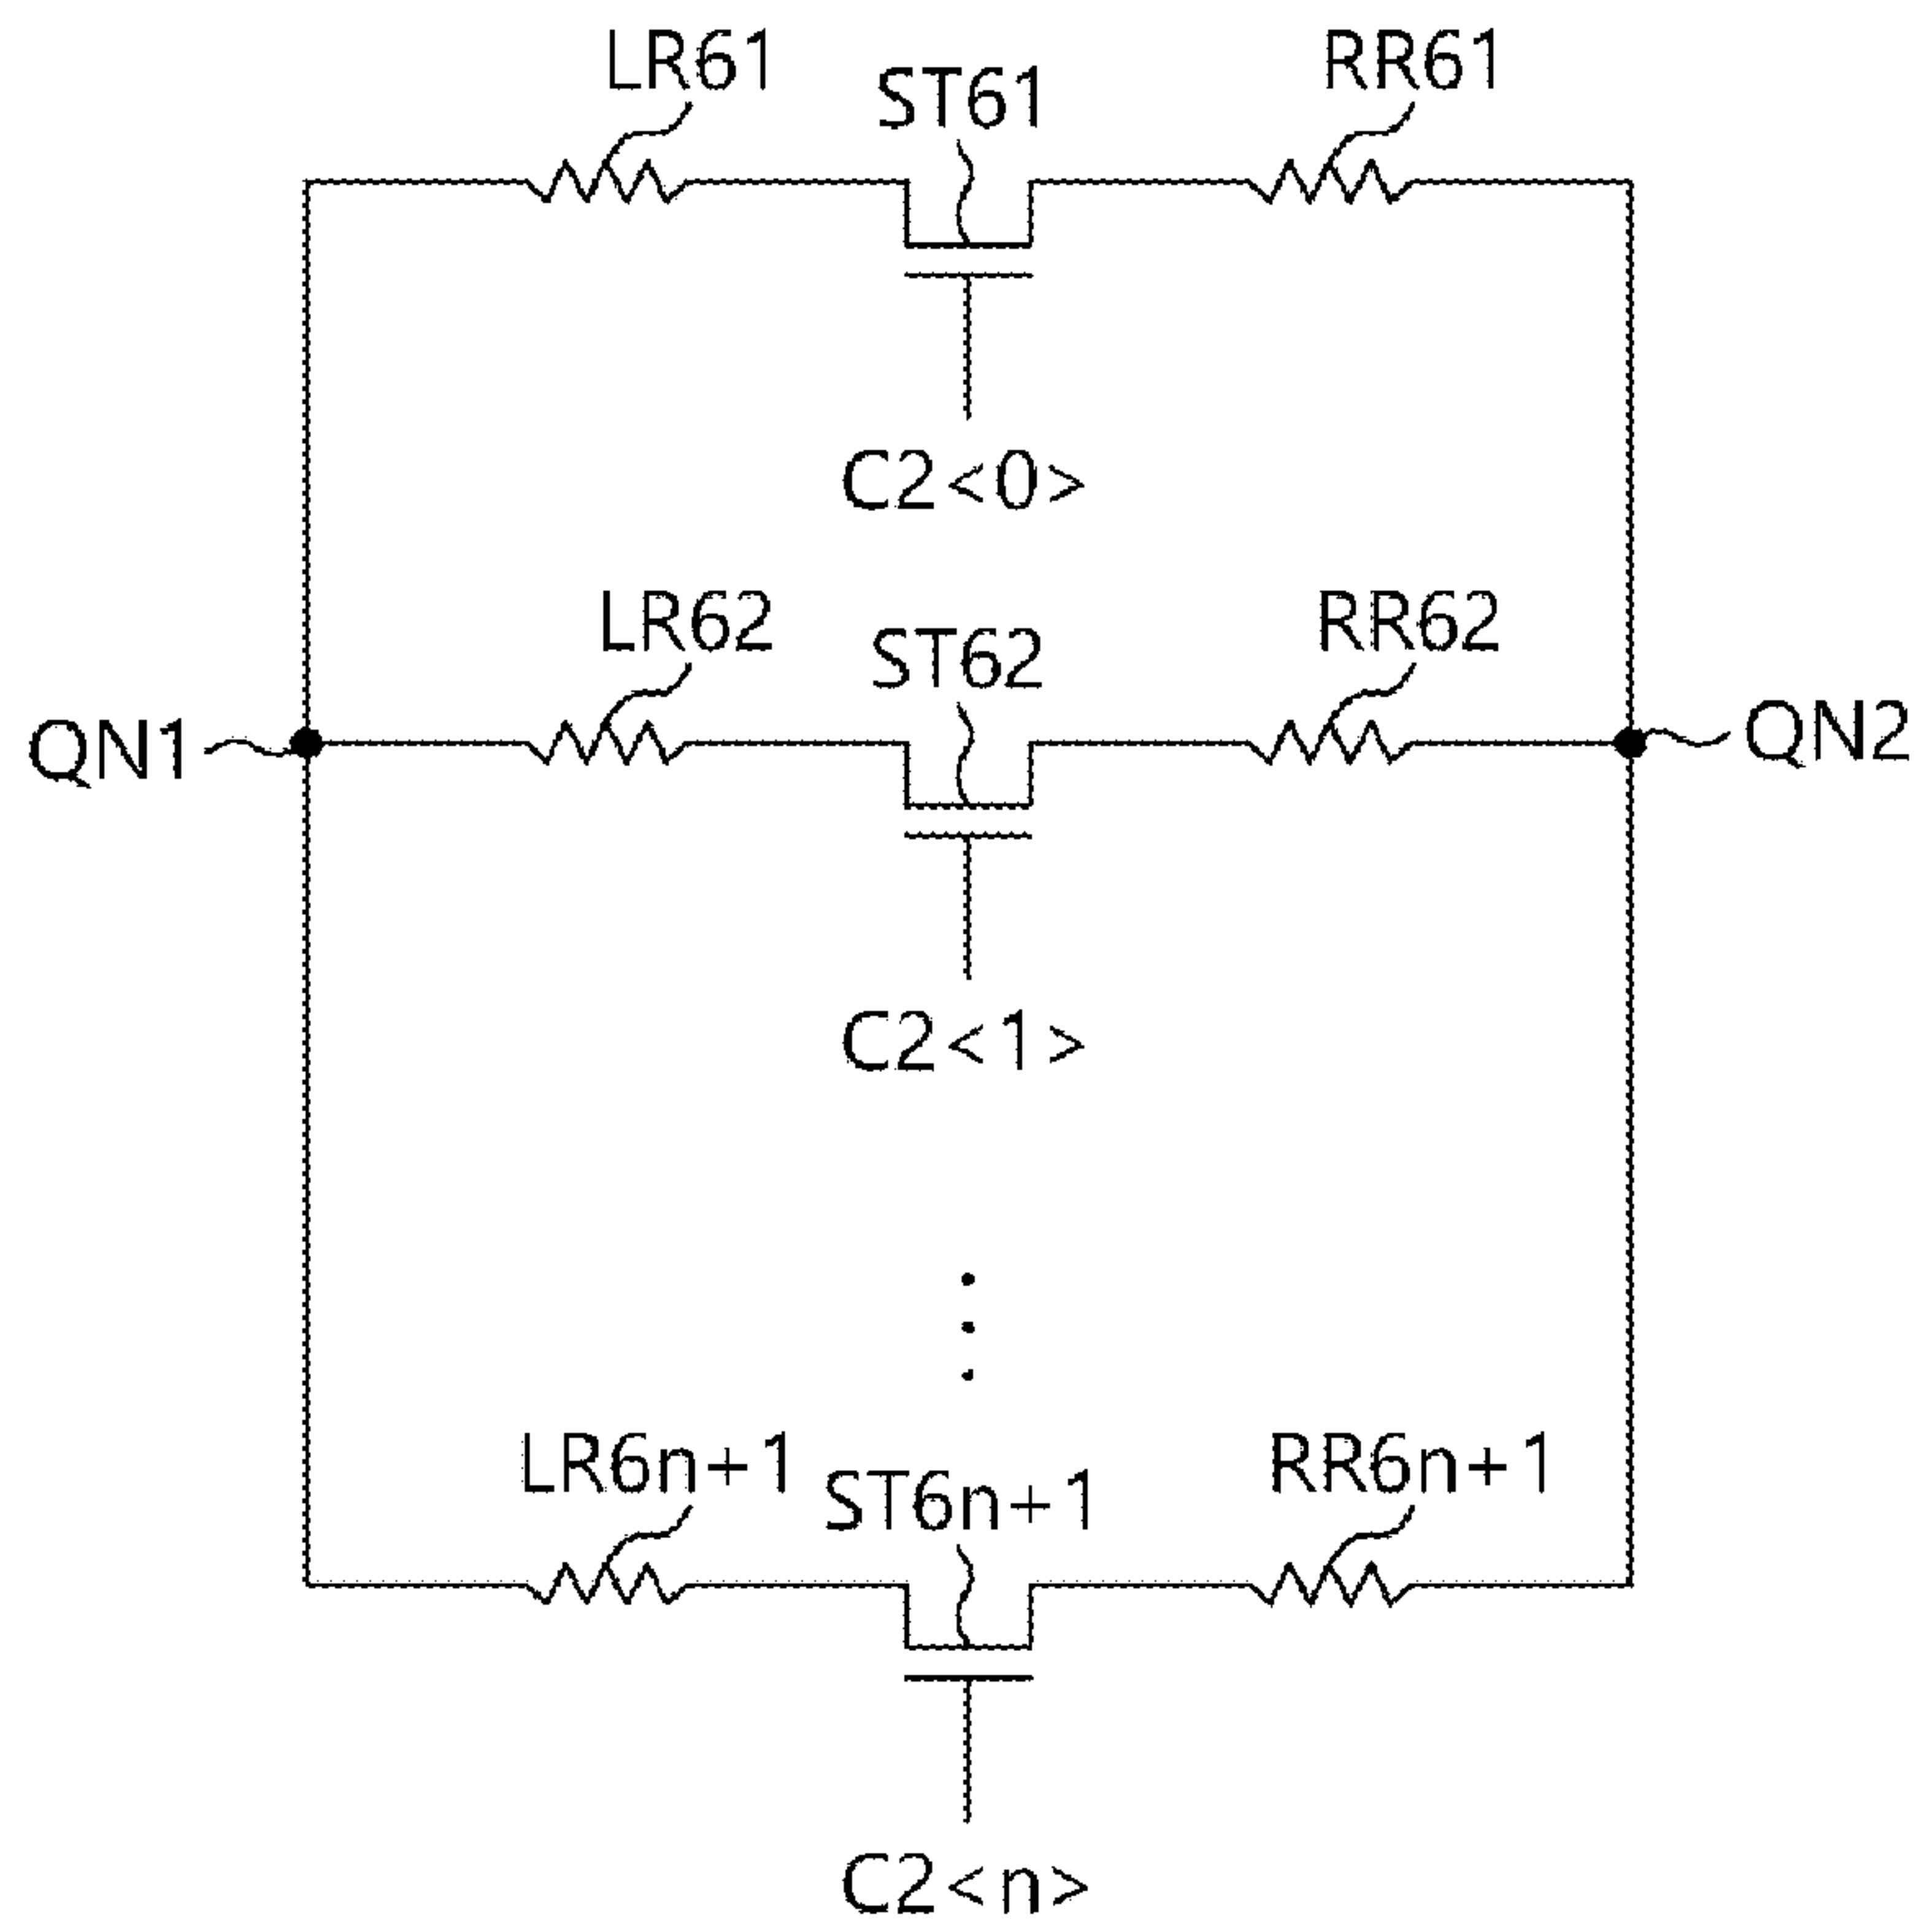 LR61
ST61
RR61
C2<0>
LR62
ST62
RR62
QN1
QN2
C2<1>
LR6n+1
ST6n+1
RR6n+1
C2<n>